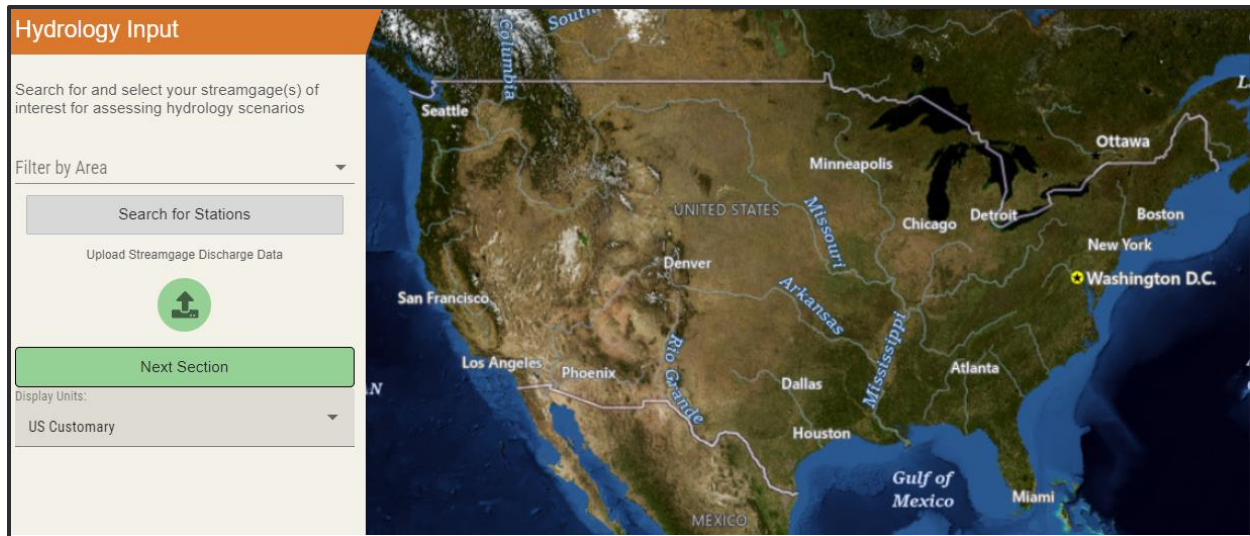 Hydrology Input
Search for and select your streamgage(s) of
interest for assessing hydrology scenarios
Filter by Area
Search for Stations
Upload Streamgage Discharge Data
Next Section
Display Units:
US Customary
Columbia
Seattle
Ottawa
Minneapolis
UNITED STATES
Missouri
Chicago
Detroit
Boston
New York
Denver
Washington D.C.
San Francisco
Arkansas
Mississippi
Rio Grande
Los Angeles
Phoenix
Atlanta
Dallas
Houston
Gulf of
Mexico
Miami
MEXICO